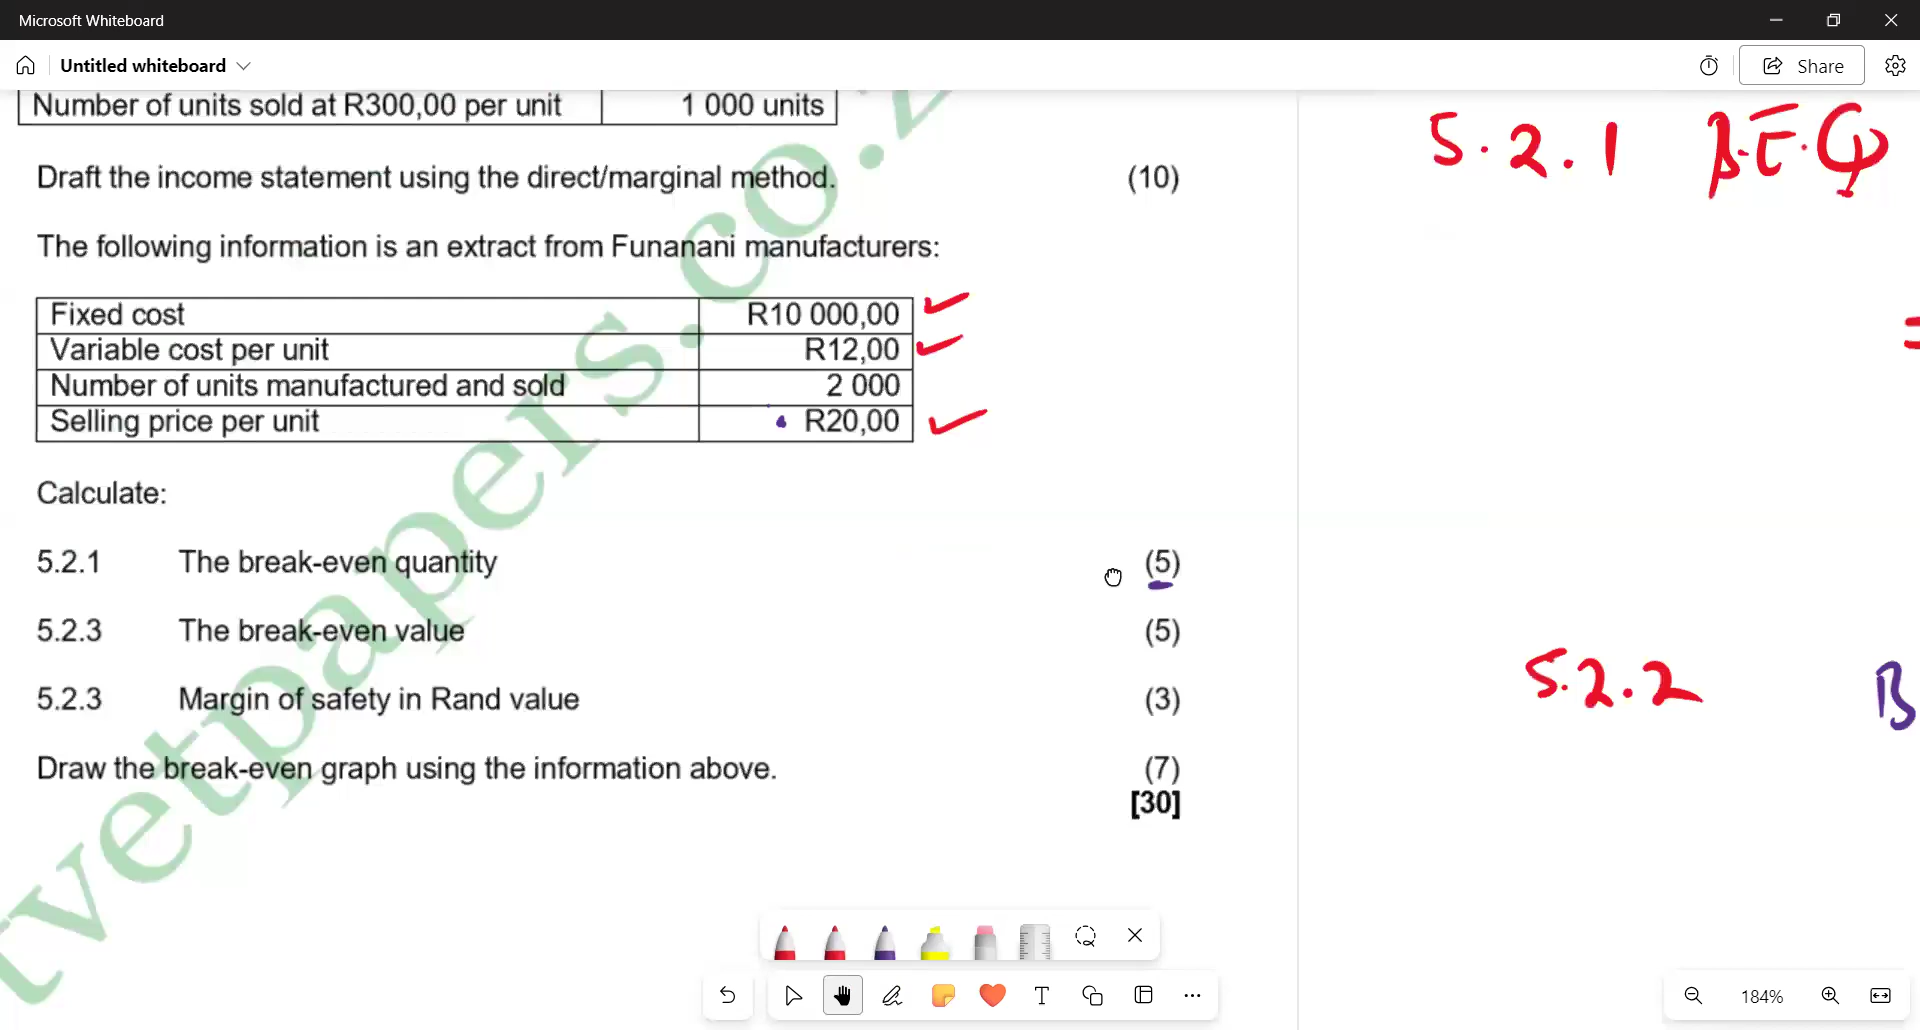 Microsoft Whiteboard
Untitled whiteboard
Share
Number of units sold at R300,00 per unit 1 000 units
Draft the income statement using the direct/marginal method. (10)
The following information is an extract from Funanani manufacturers:
Fixed cost R10 000,00
Variable cost per unit R12,00
Number of units manufactured and sold 2 000
Selling price per unit R20,00
Calculate:
5.2.1 The break-even quantity (5)
5.2.3 The break-even value (5)
5.2.3 Margin of safety in Rand value (3)
Draw the break-even graph using the information above. (7)
[30]
tvetpapers.co.z
5.2.1 B.E.Q
=
5.2.2 B
T
184%